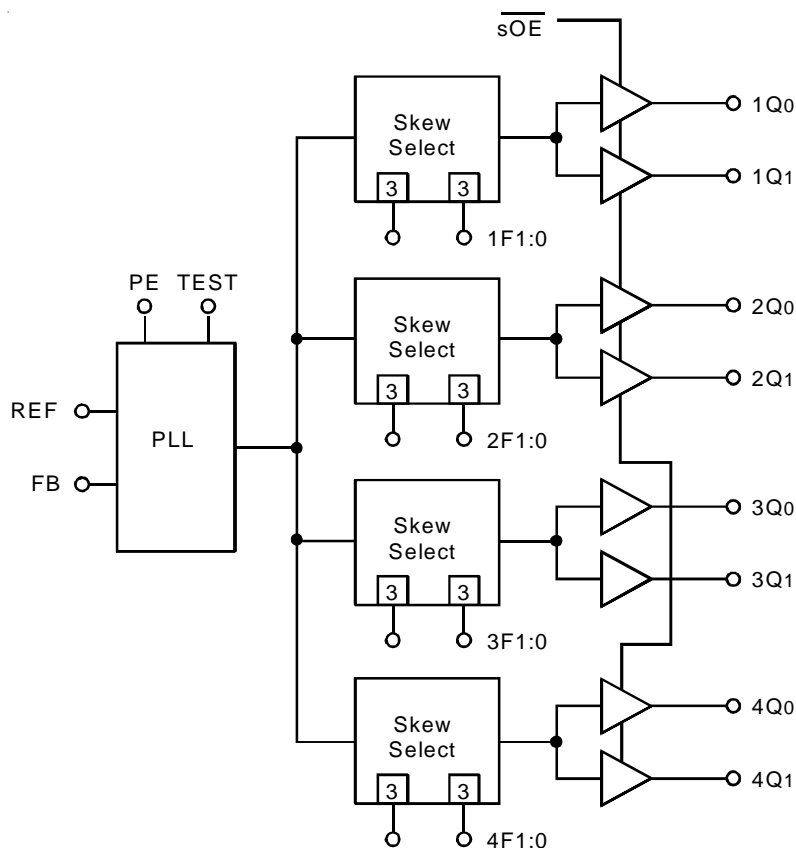 sOE
1Q0
Skew
Select
1Q1
3 3
1F1:0
PE TEST
2Q0
Skew
Select
2Q1
3 3
REF
2F1:0
PLL
FB
3Q0
Skew
Select
3Q1
3 3
3F1:0
4Q0
Skew
Select
4Q1
3 3
4F1:0